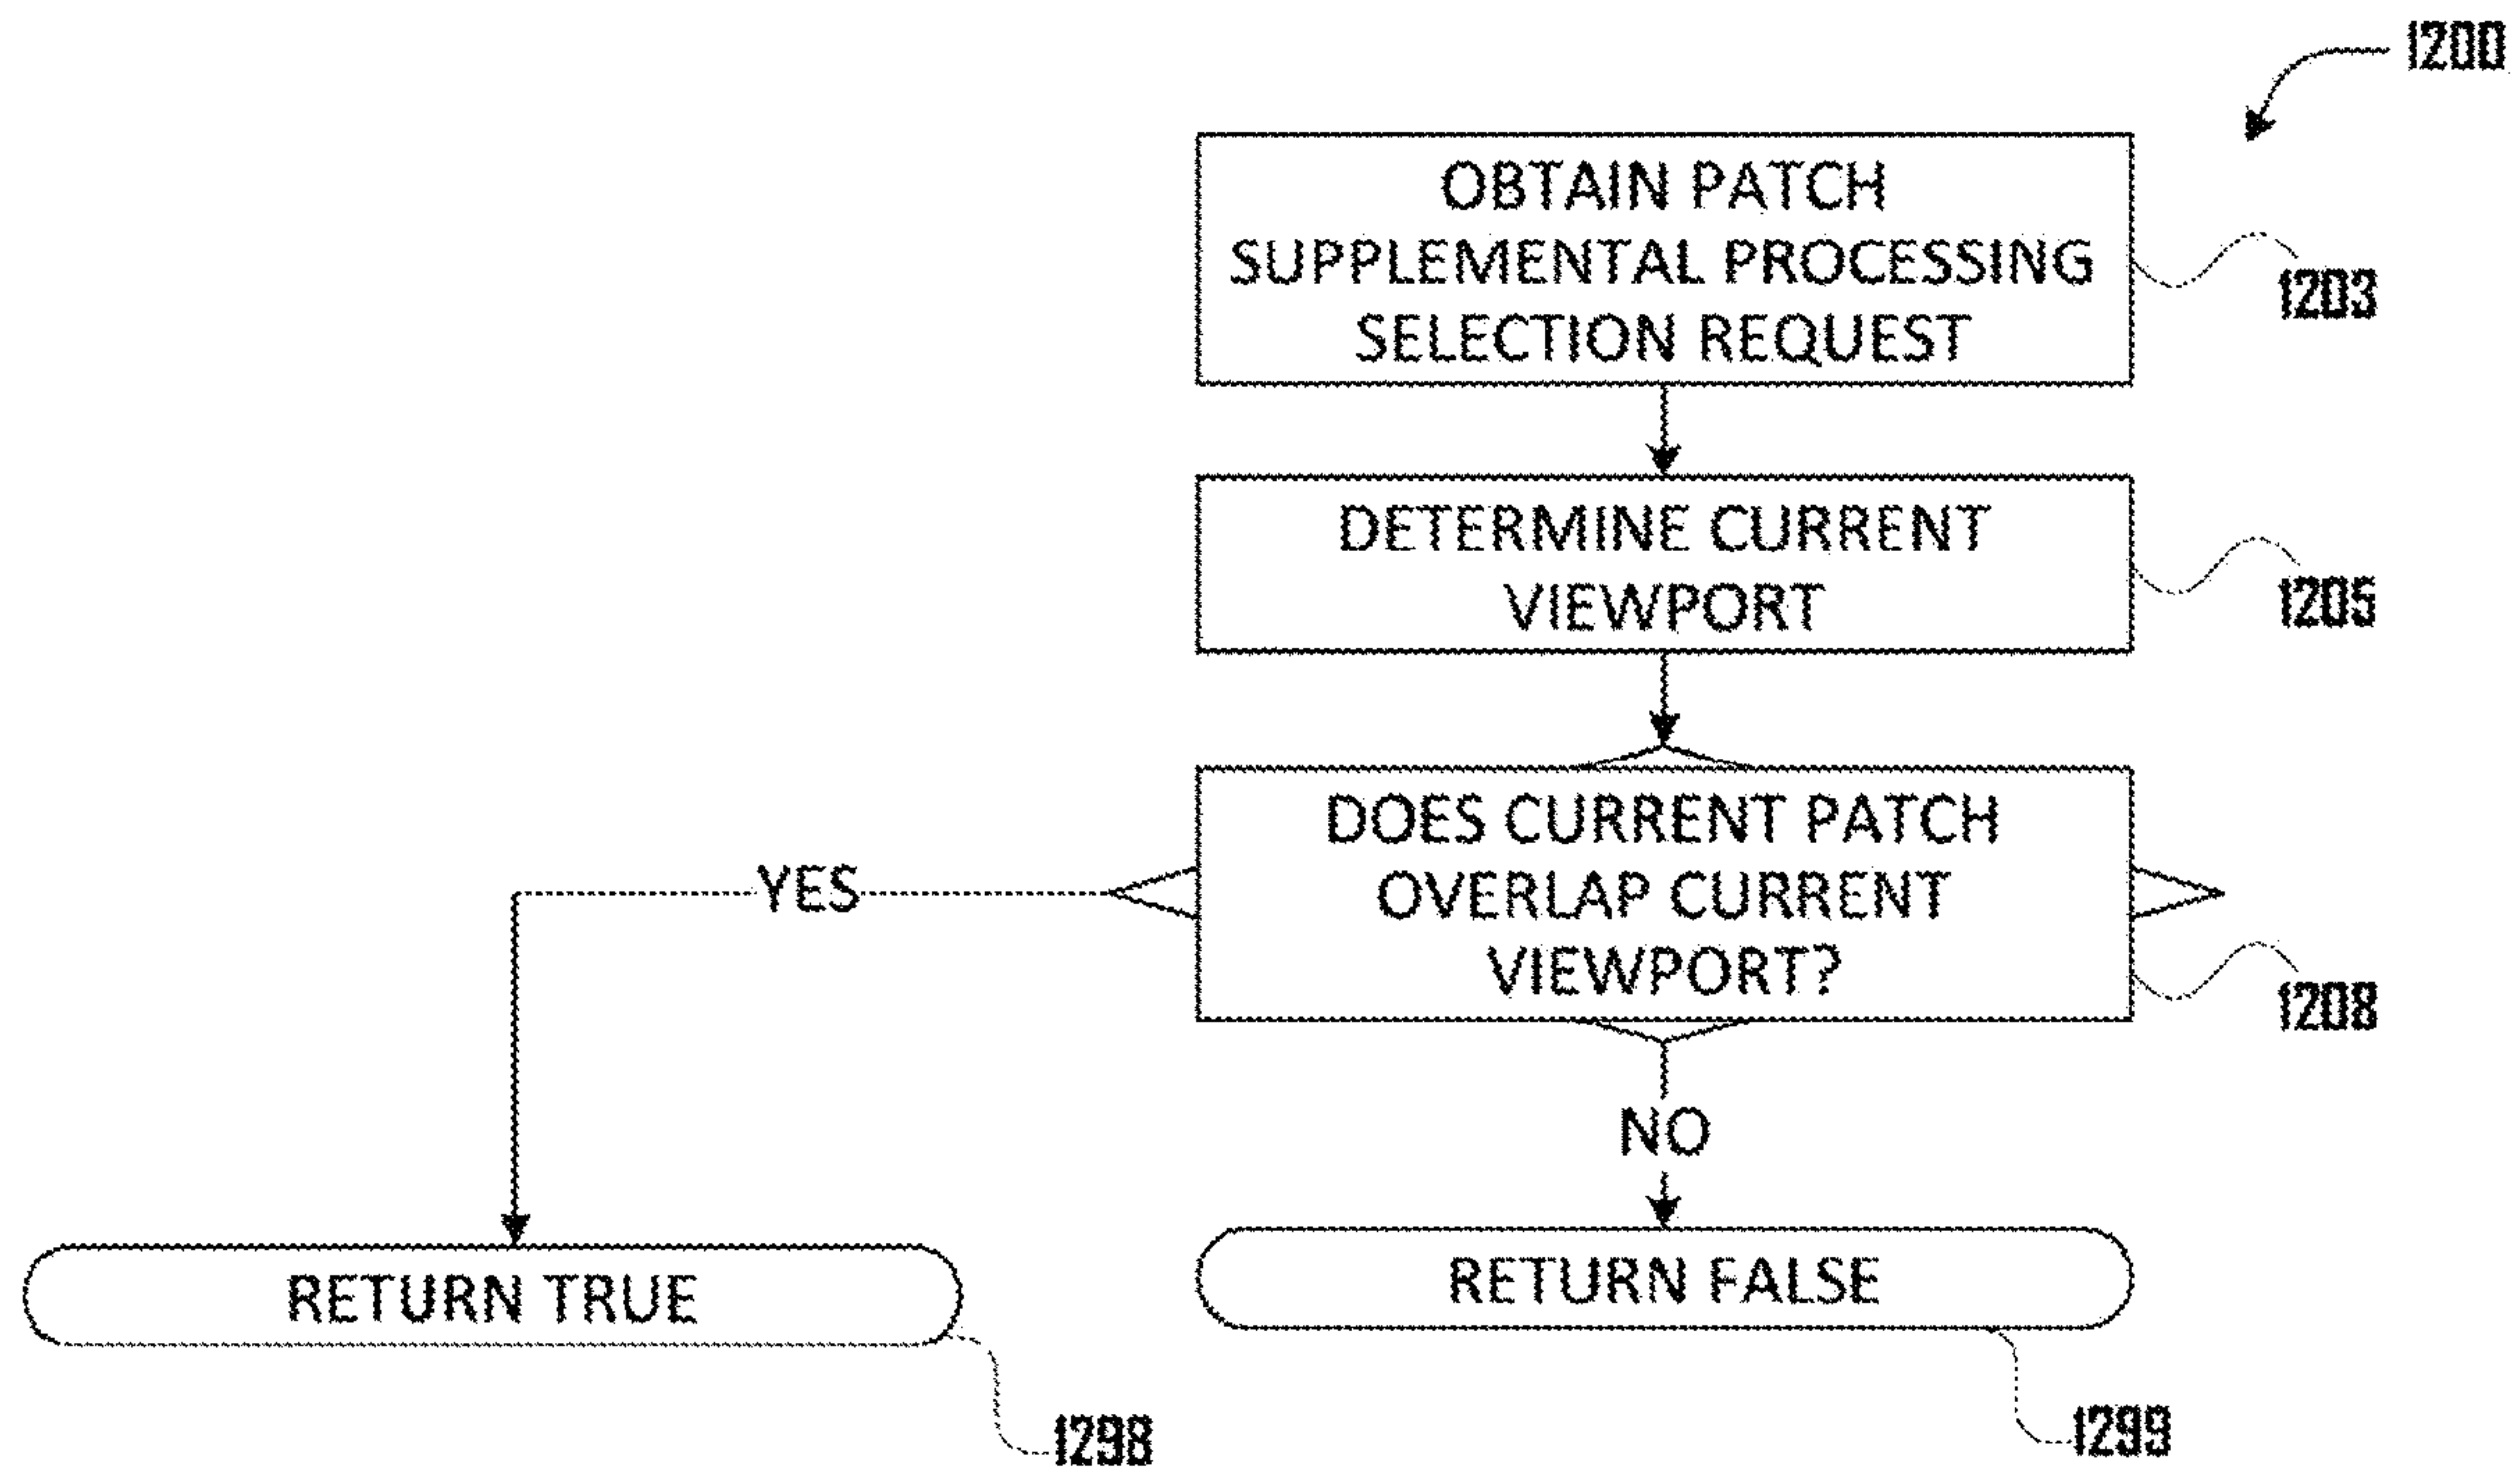 1200
OBTAIN PATCH
SUPPLEMENTAL PROCESSING
SELECTION REQUEST
1203
DETERMINE CURRENT
VIEWPORT
1205
DOES CURRENT PATCH
OVERLAP CURRENT
VIEWPORT?
YES
1208
NO
RETURN TRUE
RETURN FALSE
1298
1299